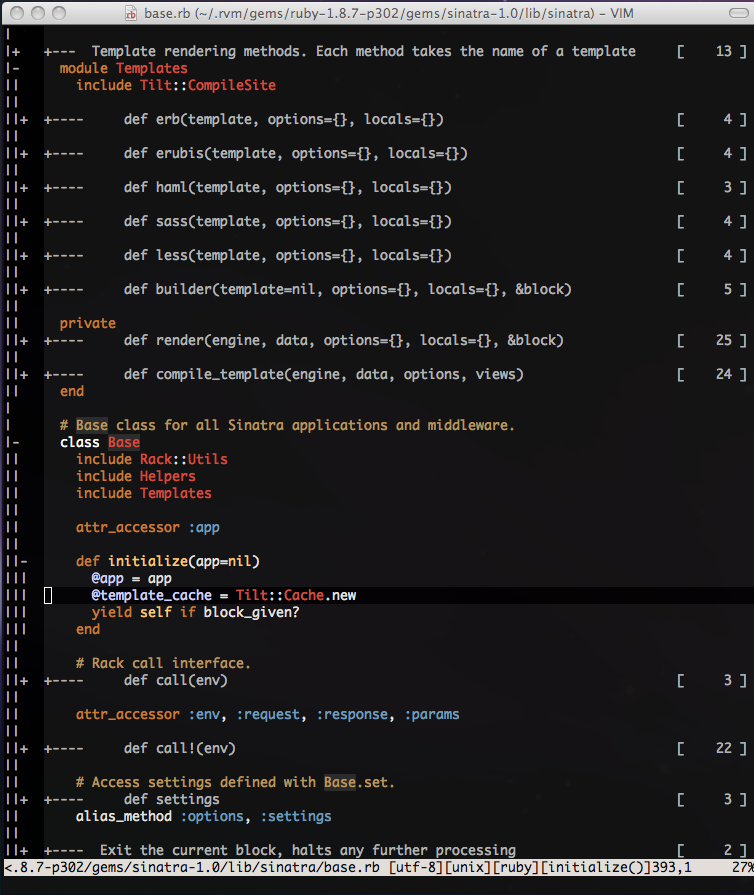 base.rb (~/.rvm/gems/ruby-1.8.7-p302/gems/sinatra-1.0/lib/sinatra) – VIM
|
|+   +---  Template rendering methods. Each method takes the name of a template     [    13 ]
|-     module Templates
||       include Tilt::CompileSite
||
||+  +----     def erb(template, options={}, locals={})                             [     4 ]
||
||+  +----     def erubis(template, options={}, locals={})                          [     4 ]
||
||+  +----     def haml(template, options={}, locals={})                            [     3 ]
||
||+  +----     def sass(template, options={}, locals={})                            [     4 ]
||
||+  +----     def less(template, options={}, locals={})                            [     4 ]
||
||+  +----     def builder(template=nil, options={}, locals={}, &block)             [     5 ]
||
||     private
||+  +----     def render(engine, data, options={}, locals={}, &block)              [    25 ]
||
||+  +----     def compile_template(engine, data, options, views)                   [    24 ]
||     end
|
|      # Base class for all Sinatra applications and middleware.
|-     class Base
||       include Rack::Utils
||       include Helpers
||       include Templates
||
||       attr_accessor :app
||
||-      def initialize(app=nil)
|||        @app = app
|||        @template_cache = Tilt::Cache.new
|||        yield self if block_given?
|||      end
||
||       # Rack call interface.
||+  +----     def call(env)                                                        [     3 ]
||
||       attr_accessor :env, :request, :response, :params
||
||+  +----     def call!(env)                                                       [    22 ]
||
||       # Access settings defined with Base.set.
||+  +----     def settings                                                         [     3 ]
||       alias_method :options, :settings
||
||+  +----  Exit the current block, halts any further processing                    [     2 ]
<.8.7-p302/gems/sinatra-1.0/lib/sinatra/base.rb [utf-8][unix][ruby][initialize()]393,1     27%